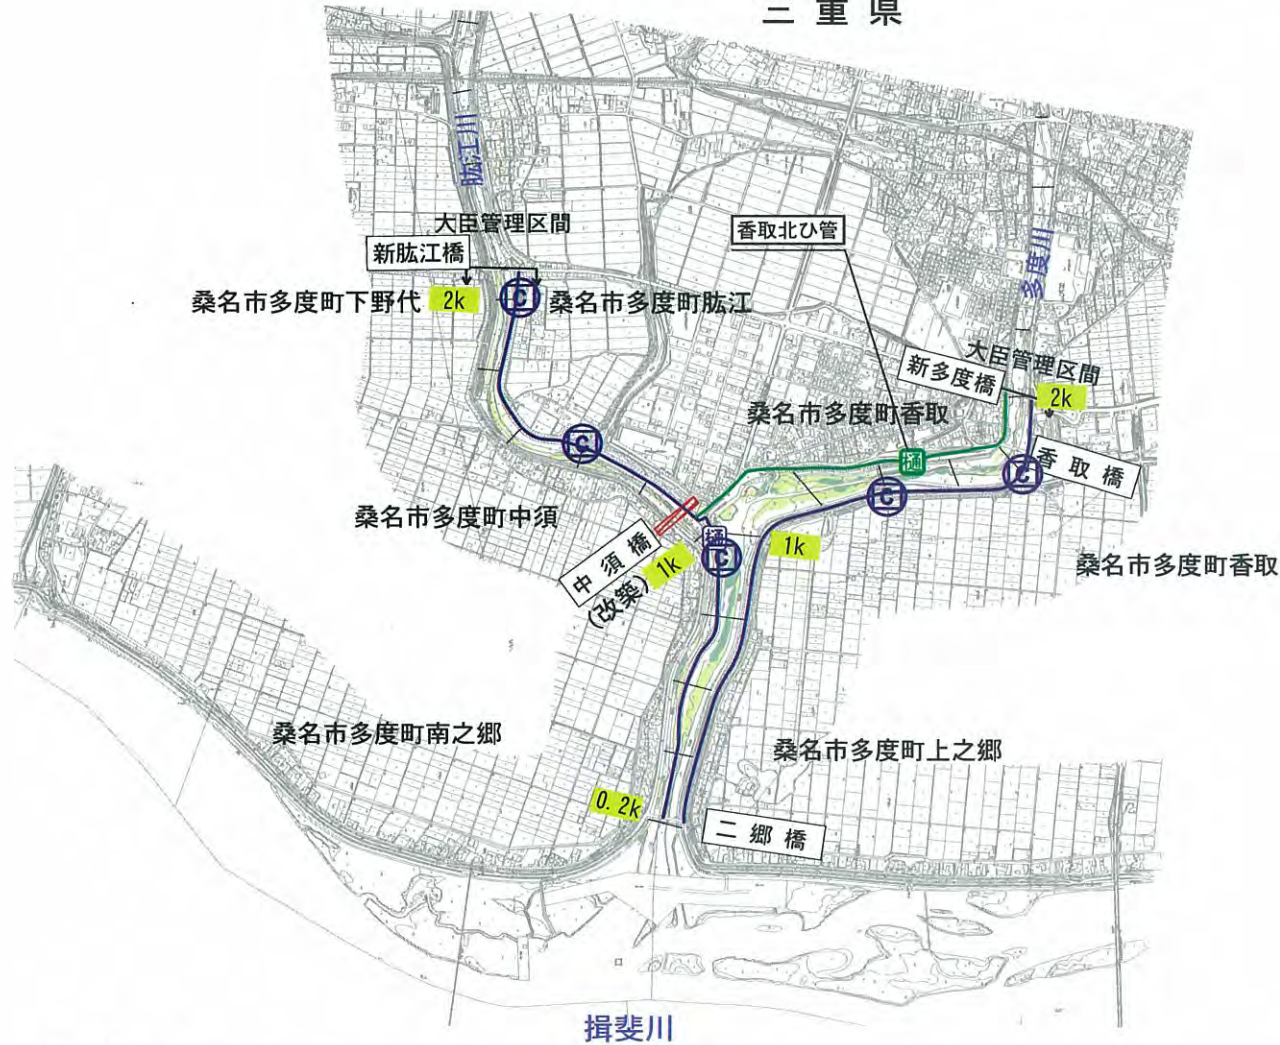 三重県
肱江川
多度川
大臣管理区間
新肱江橋
桑名市多度町下野代
2k
C
桑名市多度町肱江
香取北ひ管
大臣管理区間
新多度橋
2k
桑名市多度町香取
樋
香取橋
C
C
C
桑名市多度町中須
中須橋
(改築)
1k
樋
C
1k
桑名市多度町香取
桑名市多度町南之郷
桑名市多度町上之郷
0.2k
二郷橋
揖斐川